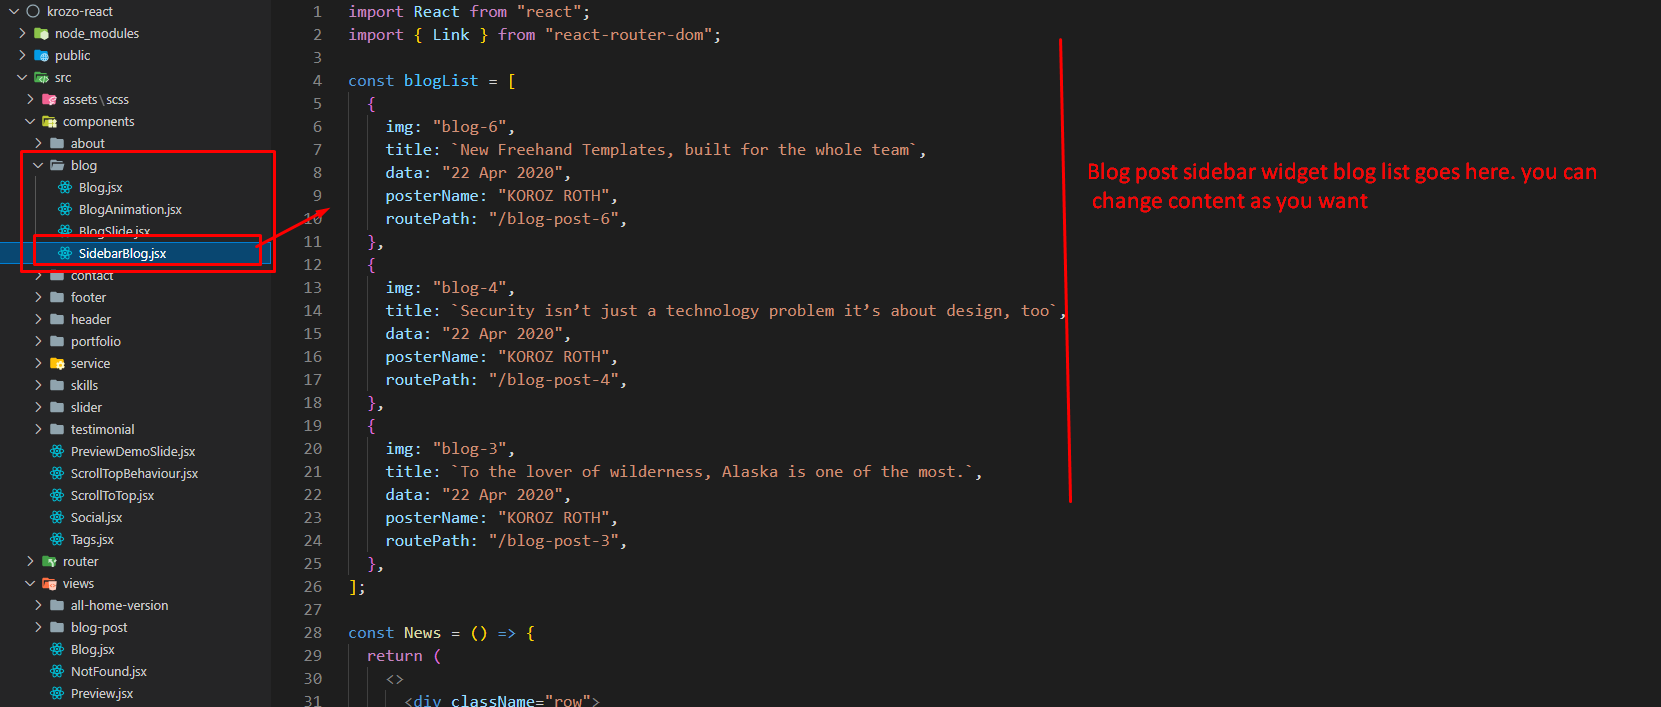 krozo-react
node_modules
public
src
assets\scss
components
about
blog
Blog.jsx
BlogAnimation.jsx
BlogSlide.jsx
SidebarBlog.jsx
contact
footer
header
portfolio
service
skills
slider
testimonial
PreviewDemoSlide.jsx
ScrollTopBehaviour.jsx
ScrollToTop.jsx
Social.jsx
Tags.jsx
router
views
all-home-version
blog-post
Blog.jsx
NotFound.jsx
Preview.jsx
1 import React from "react";
2 import { Link } from "react-router-dom";
3
4 const blogList = [
5 {
6 img: "blog-6",
7 title: `New Freehand Templates, built for the whole team`,
8 data: "22 Apr 2020",
9 posterName: "KOROZ ROTH",
10 routePath: "/blog-post-6",
11 },
12 {
13 img: "blog-4",
14 title: `Security isn’t just a technology problem it’s about design, too`,
15 data: "22 Apr 2020",
16 posterName: "KOROZ ROTH",
17 routePath: "/blog-post-4",
18 },
19 {
20 img: "blog-3",
21 title: `To the lover of wilderness, Alaska is one of the most.`,
22 data: "22 Apr 2020",
23 posterName: "KOROZ ROTH",
24 routePath: "/blog-post-3",
25 },
26 ];
27
28 const News = () => {
29 return (
30 <>
31 <div className="row">
Blog post sidebar widget blog list goes here. you can
change content as you want